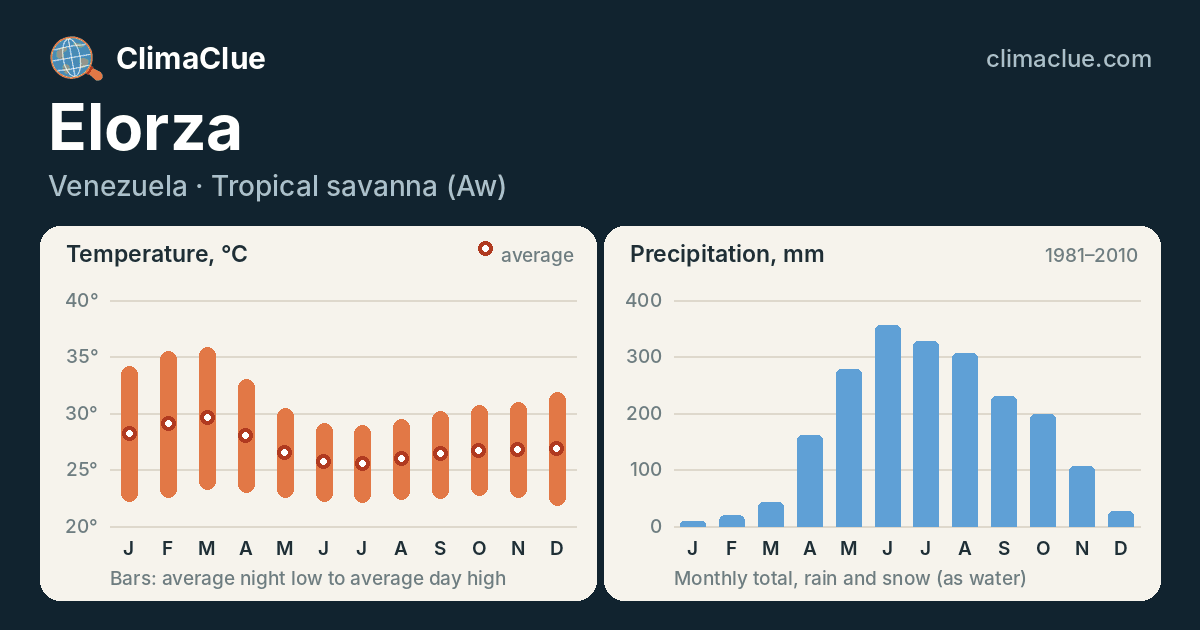 ClimaClue
climaclue.com
Elorza
Venezuela · Tropical savanna (Aw)
Temperature, °C
average
40°
35°
30°
25°
20°
J F M A M J J A S O N D
Bars: average night low to average day high
Precipitation, mm
1981–2010
400
300
200
100
0
J F M A M J J A S O N D
Monthly total, rain and snow (as water)